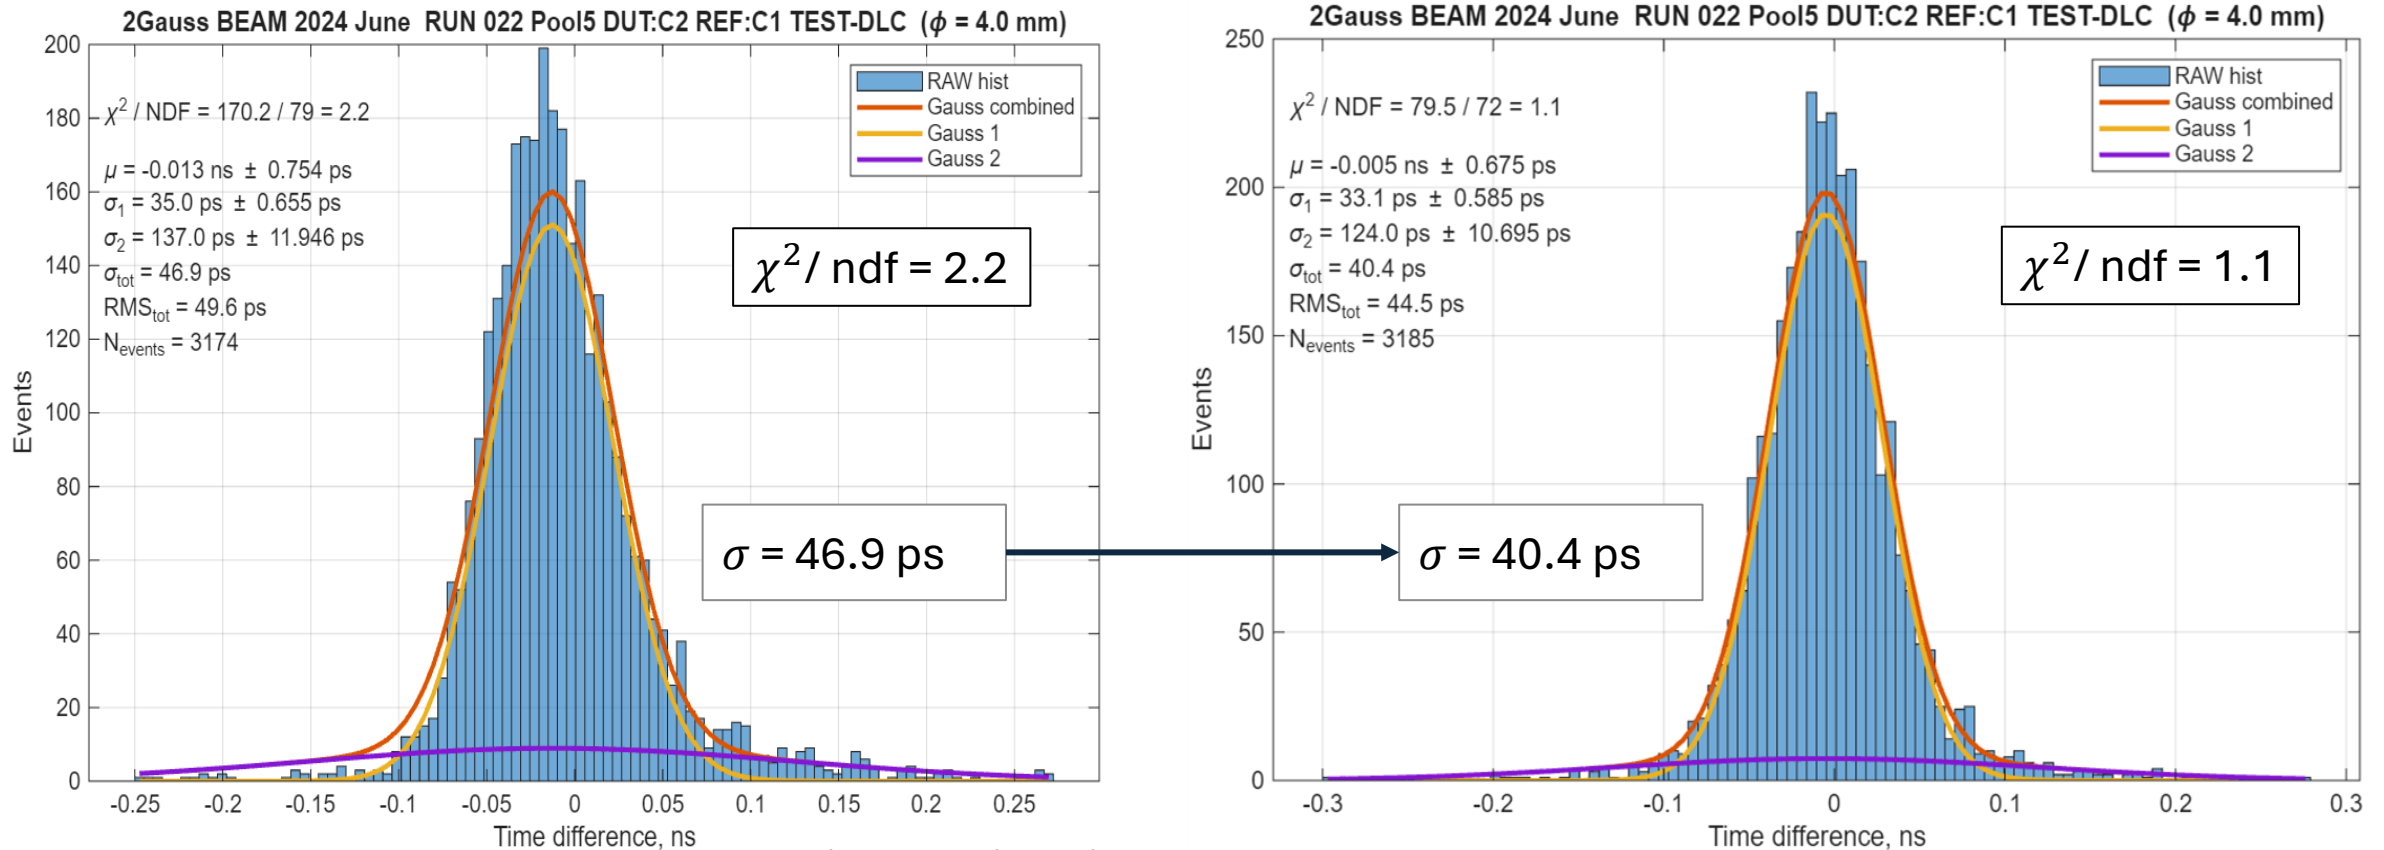 2Gauss BEAM 2024 June  RUN 022 Pool5 DUT:C2 REF:C1 TEST-DLC  (ϕ = 4.0 mm)
200
180
160
140
120
100
80
60
40
20
0
Events
χ² / NDF = 170.2 / 79 = 2.2
μ = -0.013 ns ± 0.754 ps
σ₁ = 35.0 ps ± 0.655 ps
σ₂ = 137.0 ps ± 11.946 ps
σtot = 46.9 ps
RMStot = 49.6 ps
Nevents = 3174
RAW hist
Gauss combined
Gauss 1
Gauss 2
χ²/ ndf = 2.2
σ = 46.9 ps
-0.25 -0.2 -0.15 -0.1 -0.05 0 0.05 0.1 0.15 0.2 0.25
Time difference, ns
2Gauss BEAM 2024 June  RUN 022 Pool5 DUT:C2 REF:C1 TEST-DLC  (ϕ = 4.0 mm)
250
200
150
100
50
0
Events
χ² / NDF = 79.5 / 72 = 1.1
μ = -0.005 ns ± 0.675 ps
σ₁ = 33.1 ps ± 0.585 ps
σ₂ = 124.0 ps ± 10.695 ps
σtot = 40.4 ps
RMStot = 44.5 ps
Nevents = 3185
RAW hist
Gauss combined
Gauss 1
Gauss 2
χ²/ ndf = 1.1
σ = 40.4 ps
-0.3 -0.2 -0.1 0 0.1 0.2 0.3
Time difference, ns